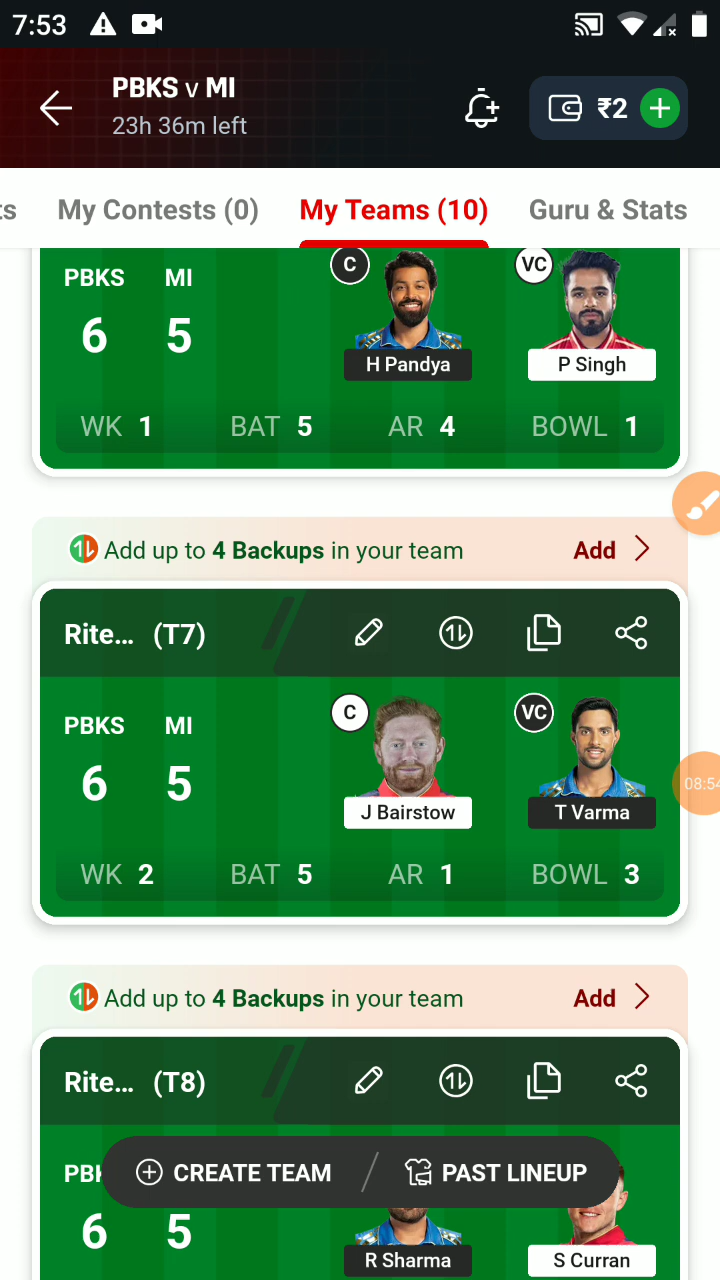 7:53
PBKS v MI
23h 36m left
₹2
ts My Contests (0) My Teams (10) Guru & Stats
PBKS MI C VC
6 5
H Pandya P Singh
WK 1 BAT 5 AR 4 BOWL 1
Add up to 4 Backups in your team Add
Rite... (T7)
PBKS MI C VC
6 5
J Bairstow T Varma
WK 2 BAT 5 AR 1 BOWL 3
08:54
Add up to 4 Backups in your team Add
Rite... (T8)
CREATE TEAM / PAST LINEUP
6 5
R Sharma S Curran